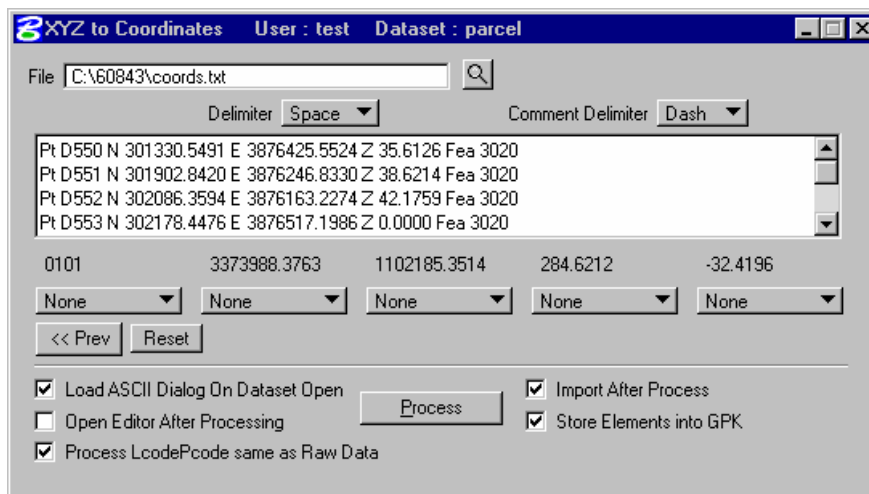 XYZ to Coordinates User : test Dataset : parcel
File C:\60843\coords.txt
Delimiter Space Comment Delimiter Dash
Pt D550 N 301330.5491 E 3876425.5524 Z 35.6126 Fea 3020
Pt D551 N 301902.8420 E 3876246.8330 Z 38.6214 Fea 3020
Pt D552 N 302086.3594 E 3876163.2274 Z 42.1759 Fea 3020
Pt D553 N 302178.4476 E 3876517.1986 Z 0.0000 Fea 3020
0101 3373988.3763 1102185.3514 284.6212 -32.4196
None None None None None
<< Prev Reset
Load ASCII Dialog On Dataset Open Import After Process
Process
Open Editor After Processing Store Elements into GPK
Process LcodePcode same as Raw Data